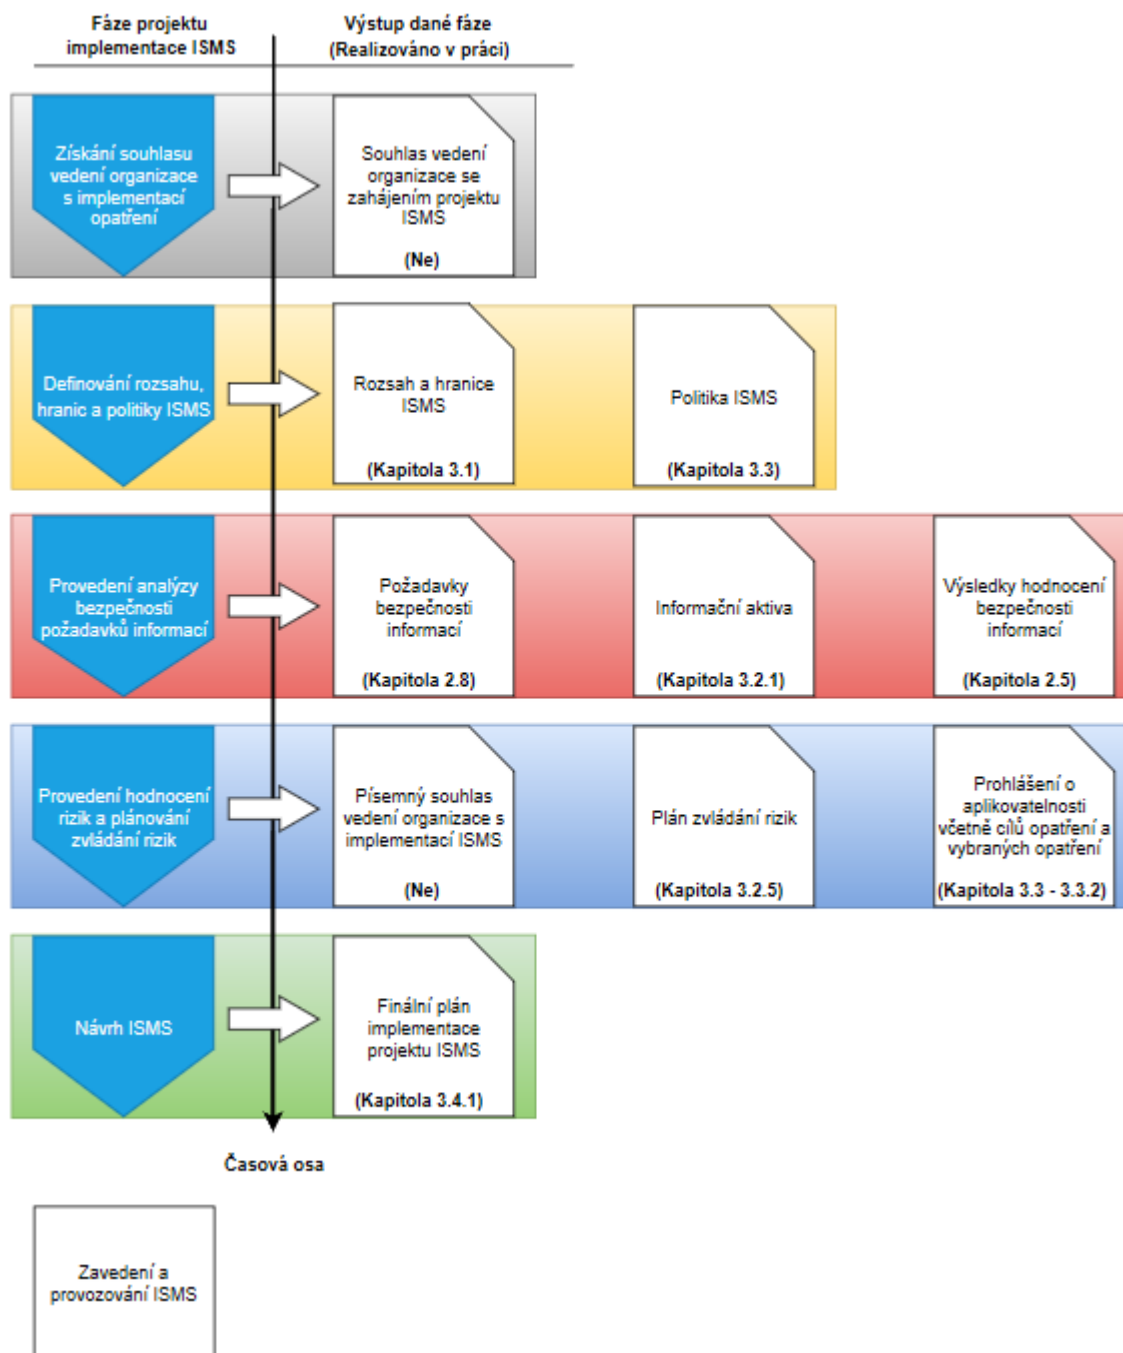 Fáze projektu
implementace ISMS
Výstup dané fáze
(Realizováno v práci)
Získání souhlasu
vedení organizace
s implementací
opatření
Souhlas vedení
organizace se
zahájením projektu
ISMS
(Ne)
Definování rozsahu,
hranic a politiky ISMS
Rozsah a hranice
ISMS
(Kapitola 3.1)
Politika ISMS
(Kapitola 3.3)
Provedení analýzy
bezpečnosti
požadavků informací
Požadavky
bezpečnosti
informací
(Kapitola 2.8)
Informační aktiva
(Kapitola 3.2.1)
Výsledky hodnocení
bezpečnosti
informací
(Kapitola 2.5)
Provedení hodnocení
rizik a plánování
zvládání rizik
Písemný souhlas
vedení organizace s
implementací ISMS
(Ne)
Plán zvládání rizik
(Kapitola 3.2.5)
Prohlášení o
aplikovatelnosti
včetně cílů opatření a
vybraných opatření
(Kapitola 3.3 - 3.3.2)
Návrh ISMS
Finální plán
implementace
projektu ISMS
(Kapitola 3.4.1)
Časová osa
Zavedení a
provozování ISMS